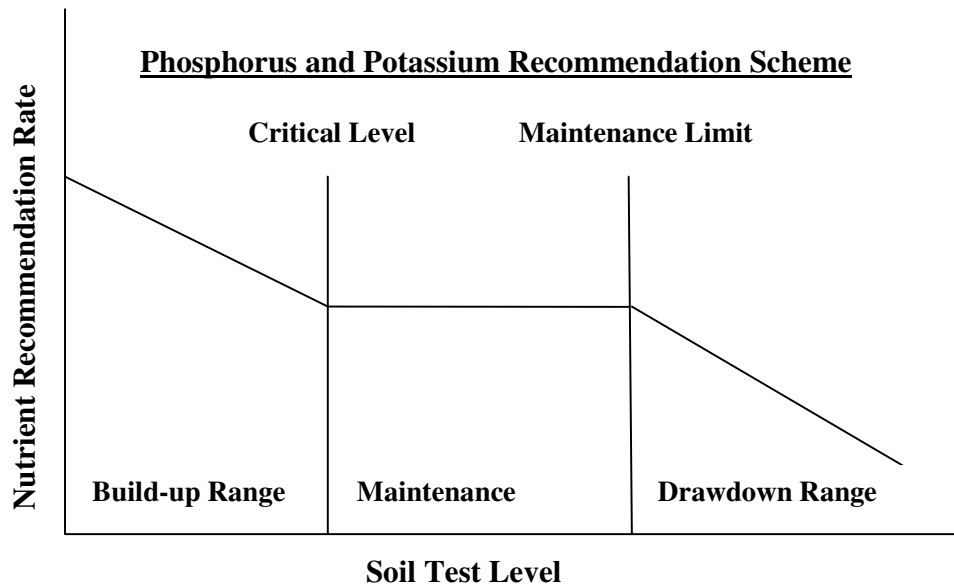 Phosphorus and Potassium Recommendation Scheme
Critical Level
Maintenance Limit
Nutrient Recommendation Rate
Build-up Range
Maintenance
Drawdown Range
Soil Test Level